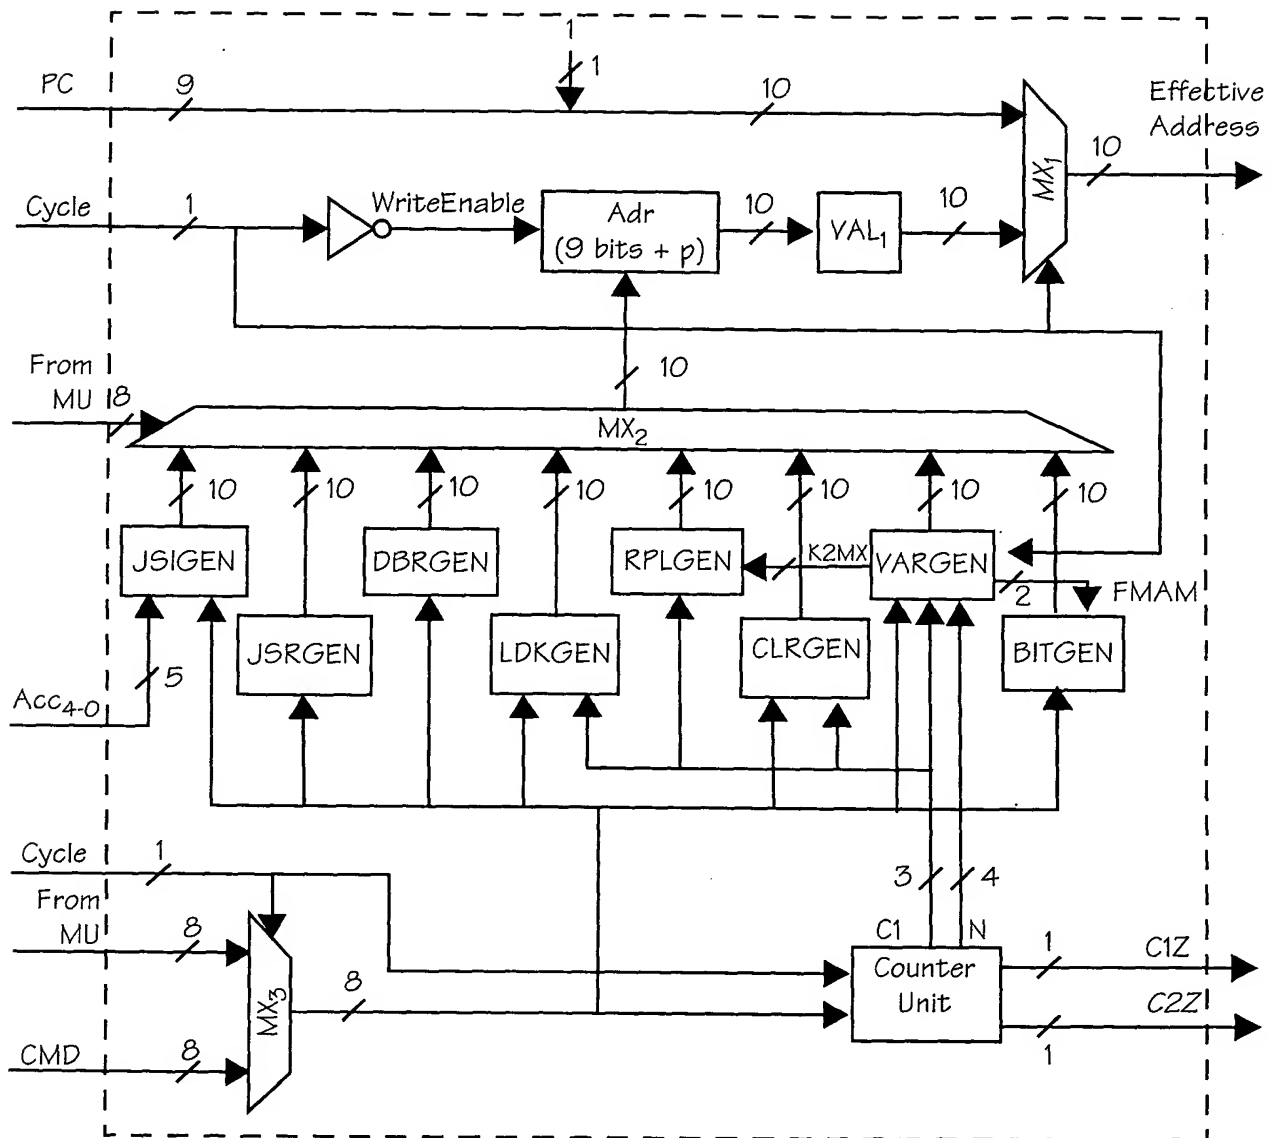 1
1
PC
9
10
Effective
Address
10
MX₁
Cycle
1
WriteEnable
Adr
(9 bits + p)
10
VAL₁
10
From
MU
8
10
MX₂
10
10
10
10
10
10
10
10
JSIGEN
DBRGEN
RPLGEN
K2MX
VARGEN
2
FMAM
JSRGEN
LDKGEN
CLRGEN
BITGEN
5
Acc₄₋₀
Cycle
1
3
4
From
MU
8
C1
N
MX₃
8
Counter
Unit
1
C1Z
C2Z
1
CMD
8